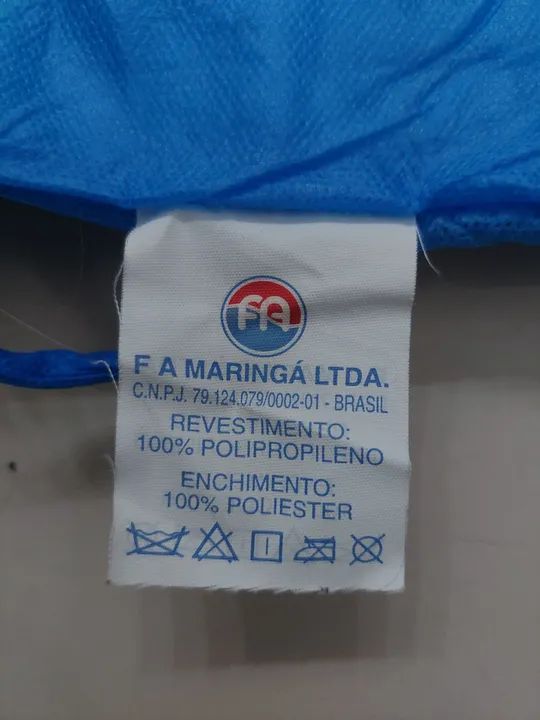 FA
F A MARINGÁ LTDA.
C.N.P.J. 79.124.079/0002-01 - BRASIL
REVESTIMENTO:
100% POLIPROPILENO
ENCHIMENTO:
100% POLIESTER